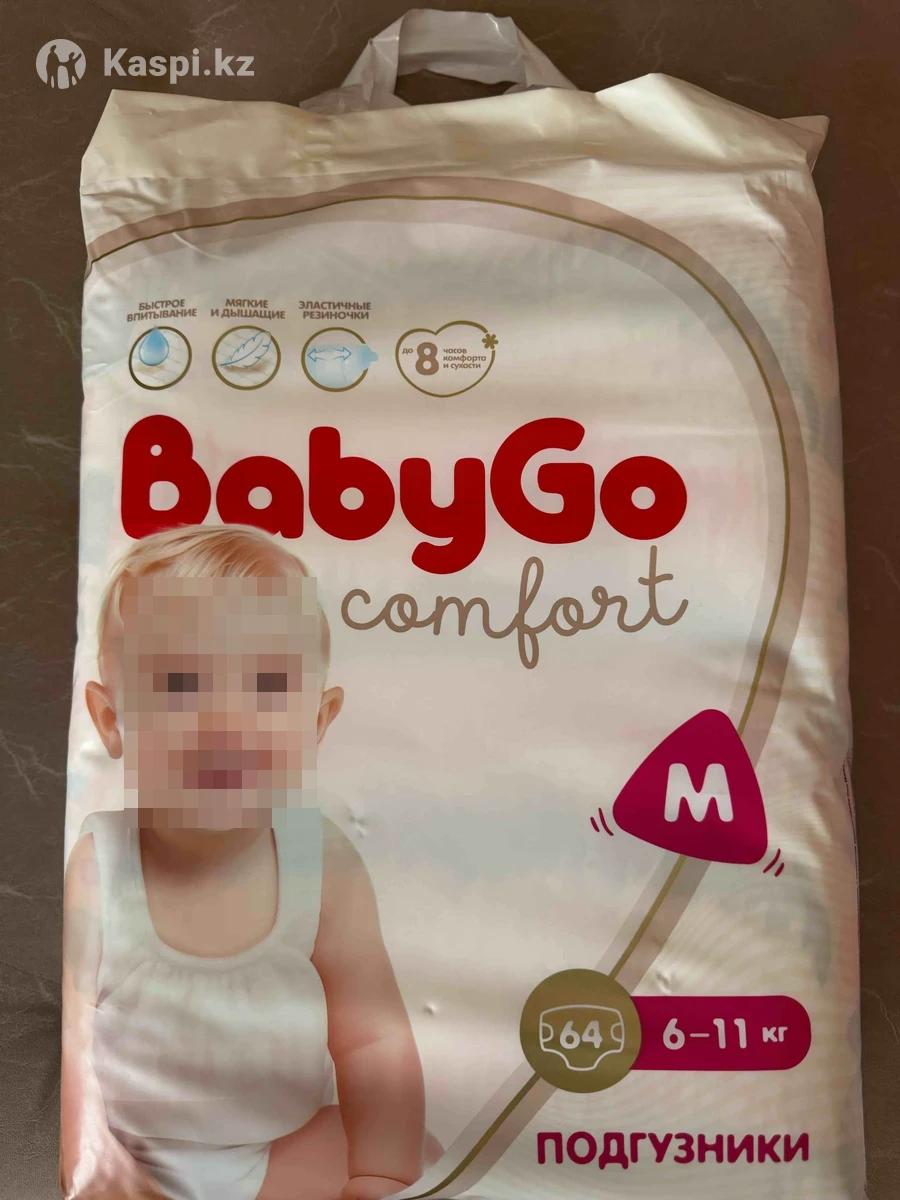 Kaspi.kz
БЫСТРОЕ
ВПИТЫВАНИЕ
МЯГКИЕ
И ДЫШАЩИЕ
ЭЛАСТИЧНЫЕ
РЕЗИНОЧКИ
до 8 часов
комфорта
и сухости
*
BabyGo
comfort
M
64
6–11 кг
ПОДГУЗНИКИ